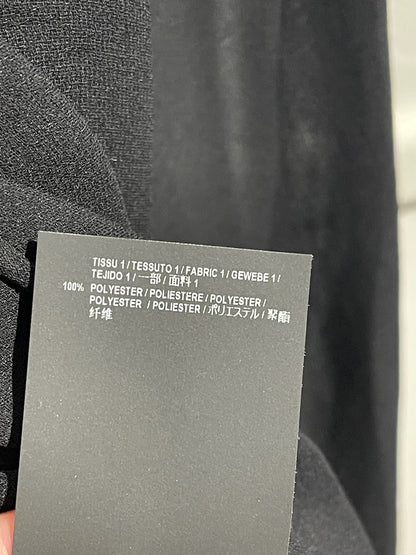 TISSU 1 / TESSUTO 1 / FABRIC 1 / GEWEBE 1 /
TEJIDO 1 / 一部 / 面料 1
100% POLYESTER / POLIESTERE / POLYESTER /
POLYESTER / POLIESTER / ポリエステル / 聚酯
纤维